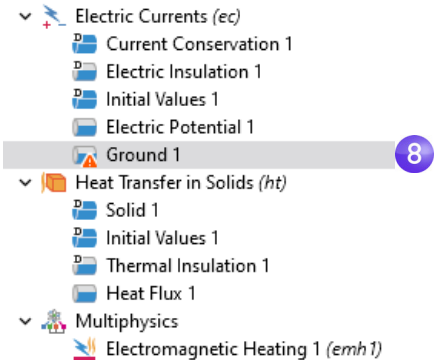 Electric Currents (ec)
D Current Conservation 1
D Electric Insulation 1
D Initial Values 1
Electric Potential 1
Ground 1 8
Heat Transfer in Solids (ht)
D Solid 1
D Initial Values 1
D Thermal Insulation 1
Heat Flux 1
Multiphysics
Electromagnetic Heating 1 (emh1)